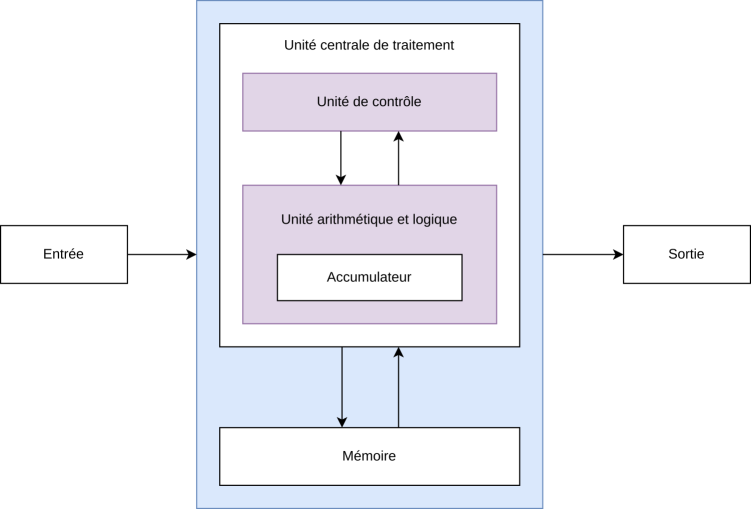 Unité centrale de traitement
Unité de contrôle
Unité arithmétique et logique
Entrée
Sortie
Accumulateur
Mémoire